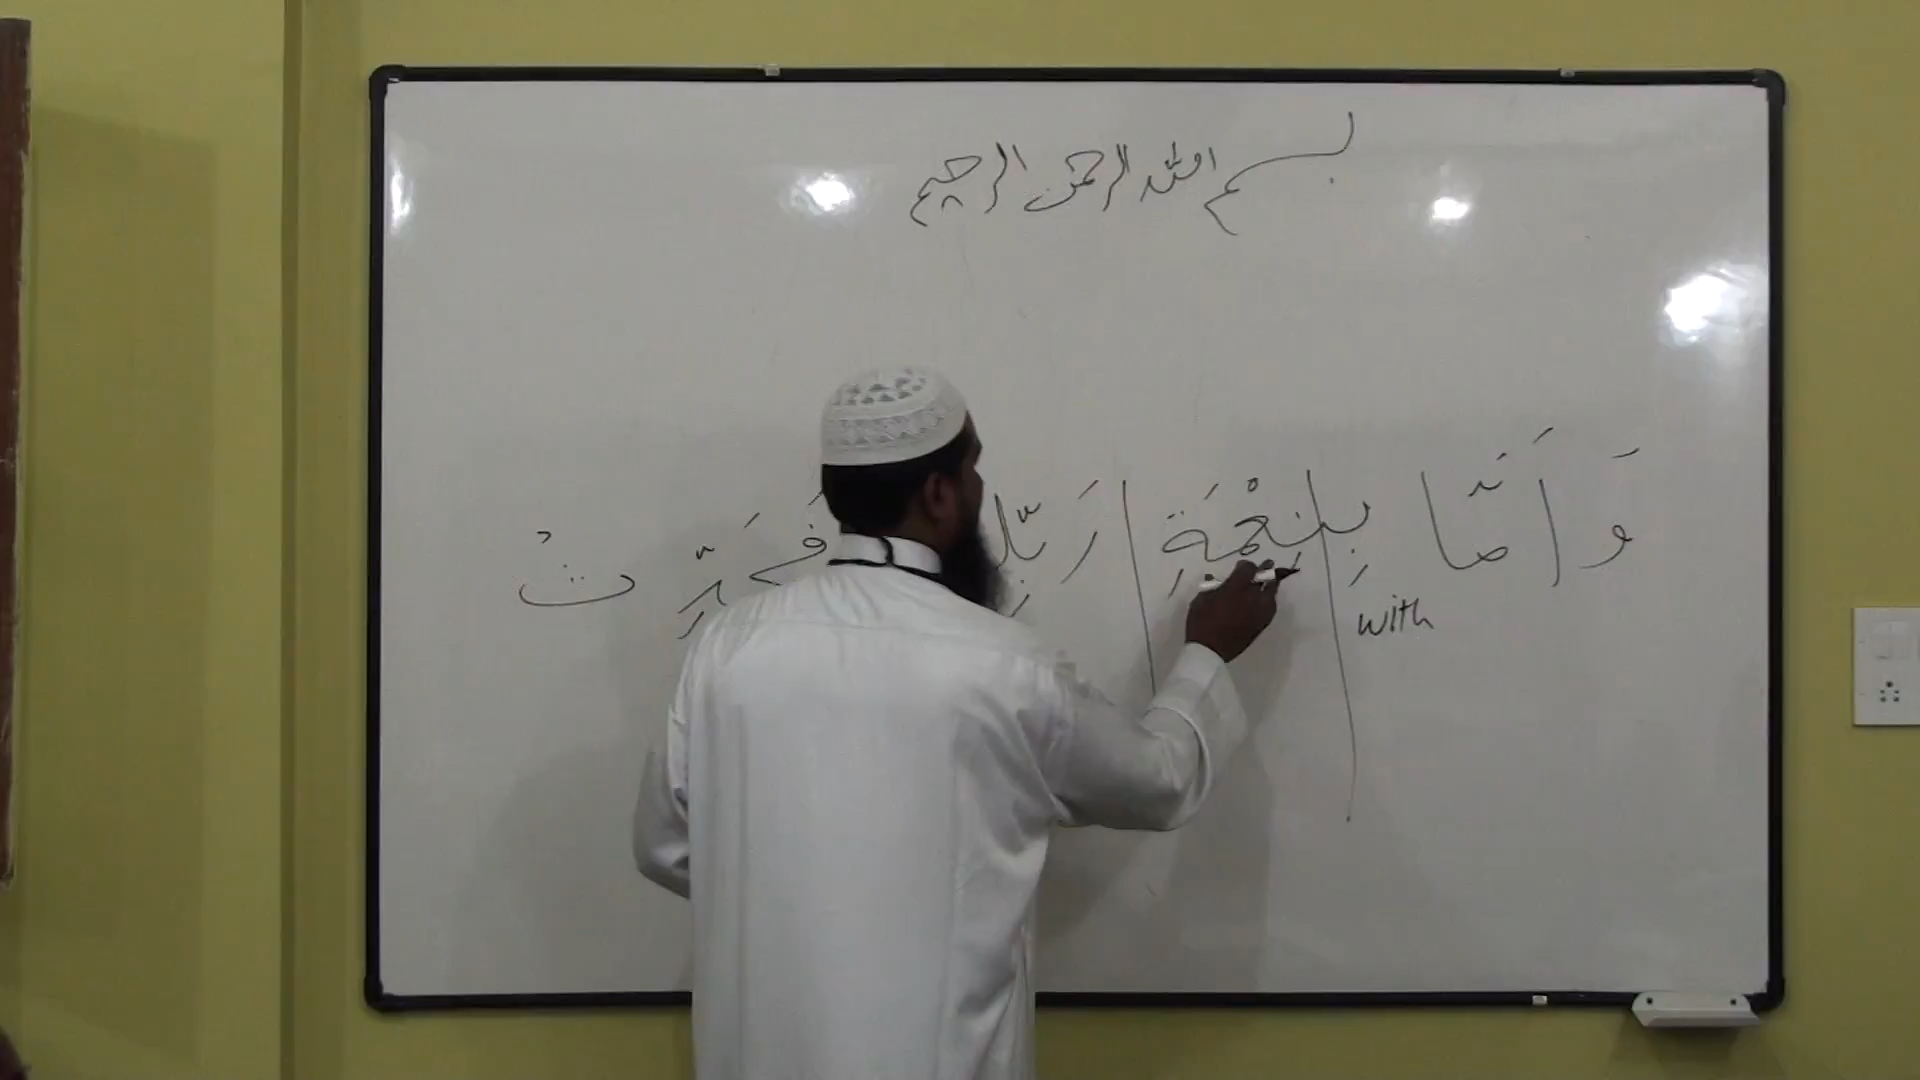 بسم الله الرحمن الرحيم
وَ أَمَّا بِنِعْمَةِ رَبِّكَ فَحَدِّثْ
with